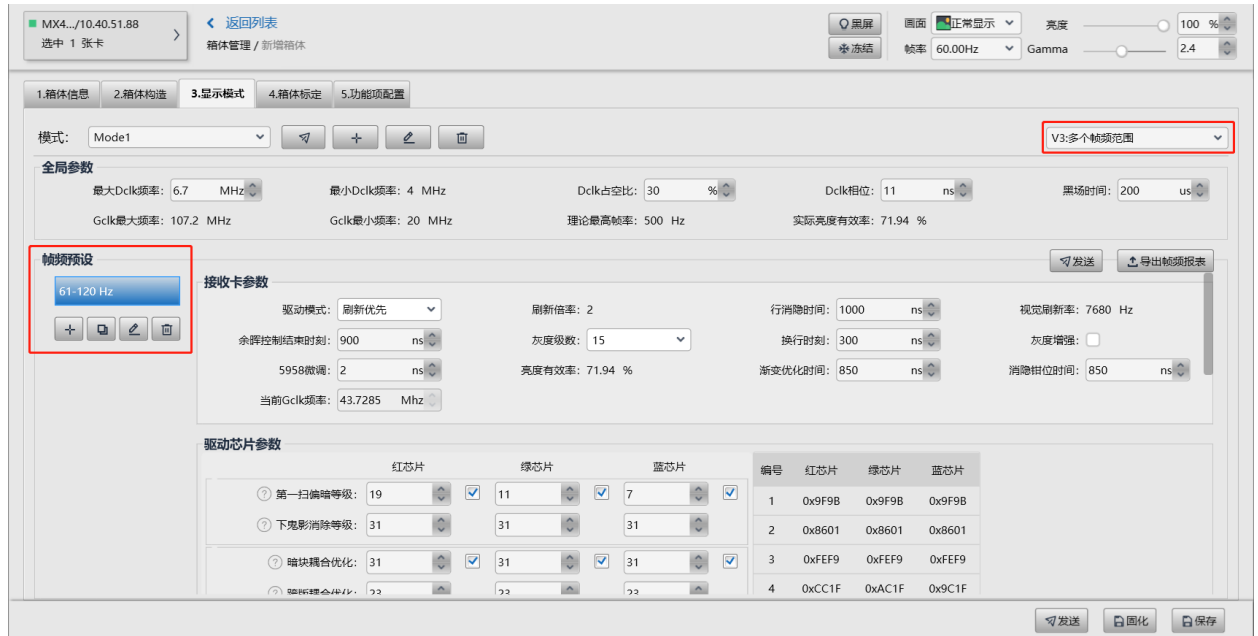 MX4.../10.40.51.88
选中 1 张卡
返回列表
箱体管理 / 新增箱体
黑屏
画面 正常显示
亮度 100 %
冻结
帧频 60.00Hz
Gamma 2.4
1.箱体信息 2.箱体构造 3.显示模式 4.箱体标定 5.功能项配置
模式: Mode1
V3:多个帧频范围
全局参数
最大Dclk频率: 6.7 MHz 最小Dclk频率: 4 MHz Dclk占空比: 30 % Dclk相位: 11 ns 黑场时间: 200 us
Gclk最大频率: 107.2 MHz Gclk最小频率: 20 MHz 理论最高帧率: 500 Hz 实际亮度有效率: 71.94 %
帧频预设
61-120 Hz
发送 导出帧频报表
接收卡参数
驱动模式: 刷新优先 刷新倍率: 2 行消隐时间: 1000 ns 视觉刷新率: 7680 Hz
余晖控制结束时刻: 900 ns 灰度级数: 15 换行时刻: 300 ns 灰度增强:
5958微调: 2 ns 亮度有效率: 71.94 % 渐变优化时间: 850 ns 消隐钳位时间: 850 ns
当前Gclk频率: 43.7285 Mhz
驱动芯片参数
红芯片 绿芯片 蓝芯片
? 第一扫偏暗等级: 19 11 7
? 下鬼影消除等级: 31 31 31
? 暗块耦合优化: 31 31 31
? 暗版耦合优化: 23 23 23
编号 红芯片 绿芯片 蓝芯片
1 0x9F9B 0x9F9B 0x9F9B
2 0x8601 0x8601 0x8601
3 0xFEF9 0xFEF9 0xFEF9
4 0xCC1F 0xAC1F 0x9C1F
发送 固化 保存